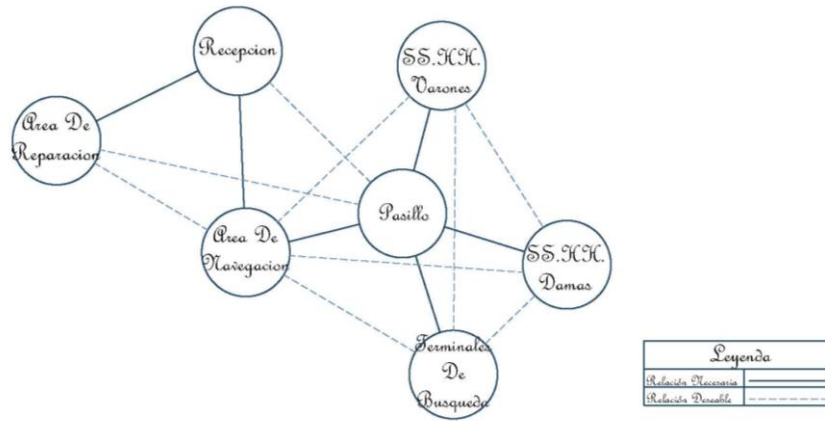 Recepcion
SS.HH.
Varones
Area De
Reparacion
Pasillo
Area De
Navegacion
SS.HH.
Damas
Terminales
De
Busqueda
Leyenda
Relación Necesaria
Relación Deseable